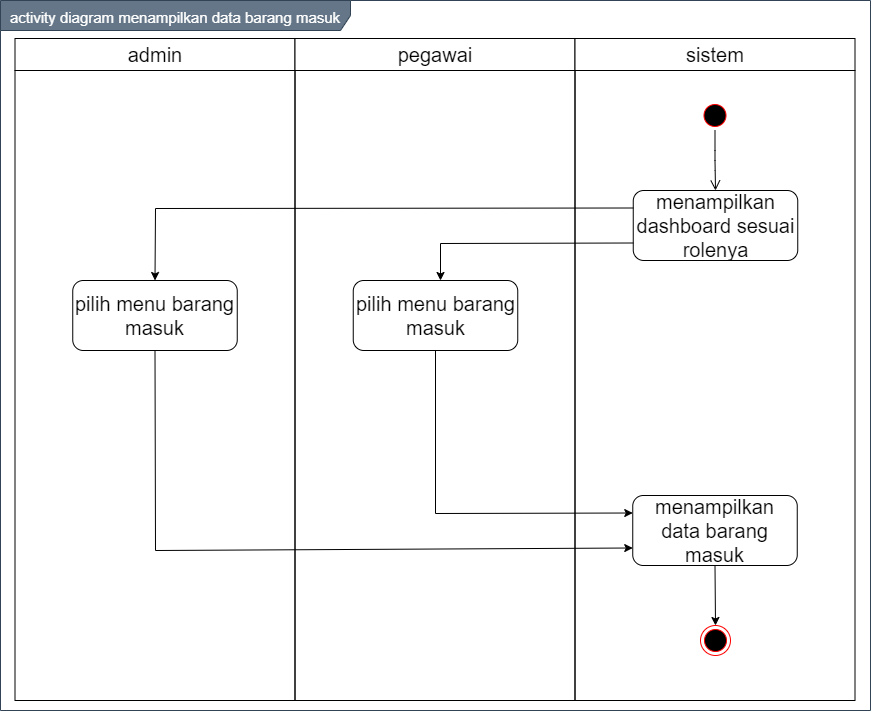 activity diagram menampilkan data barang masuk
admin
pegawai
sistem
menampilkan
dashboard sesuai
rolenya
pilih menu barang
masuk
pilih menu barang
masuk
menampilkan
data barang
masuk